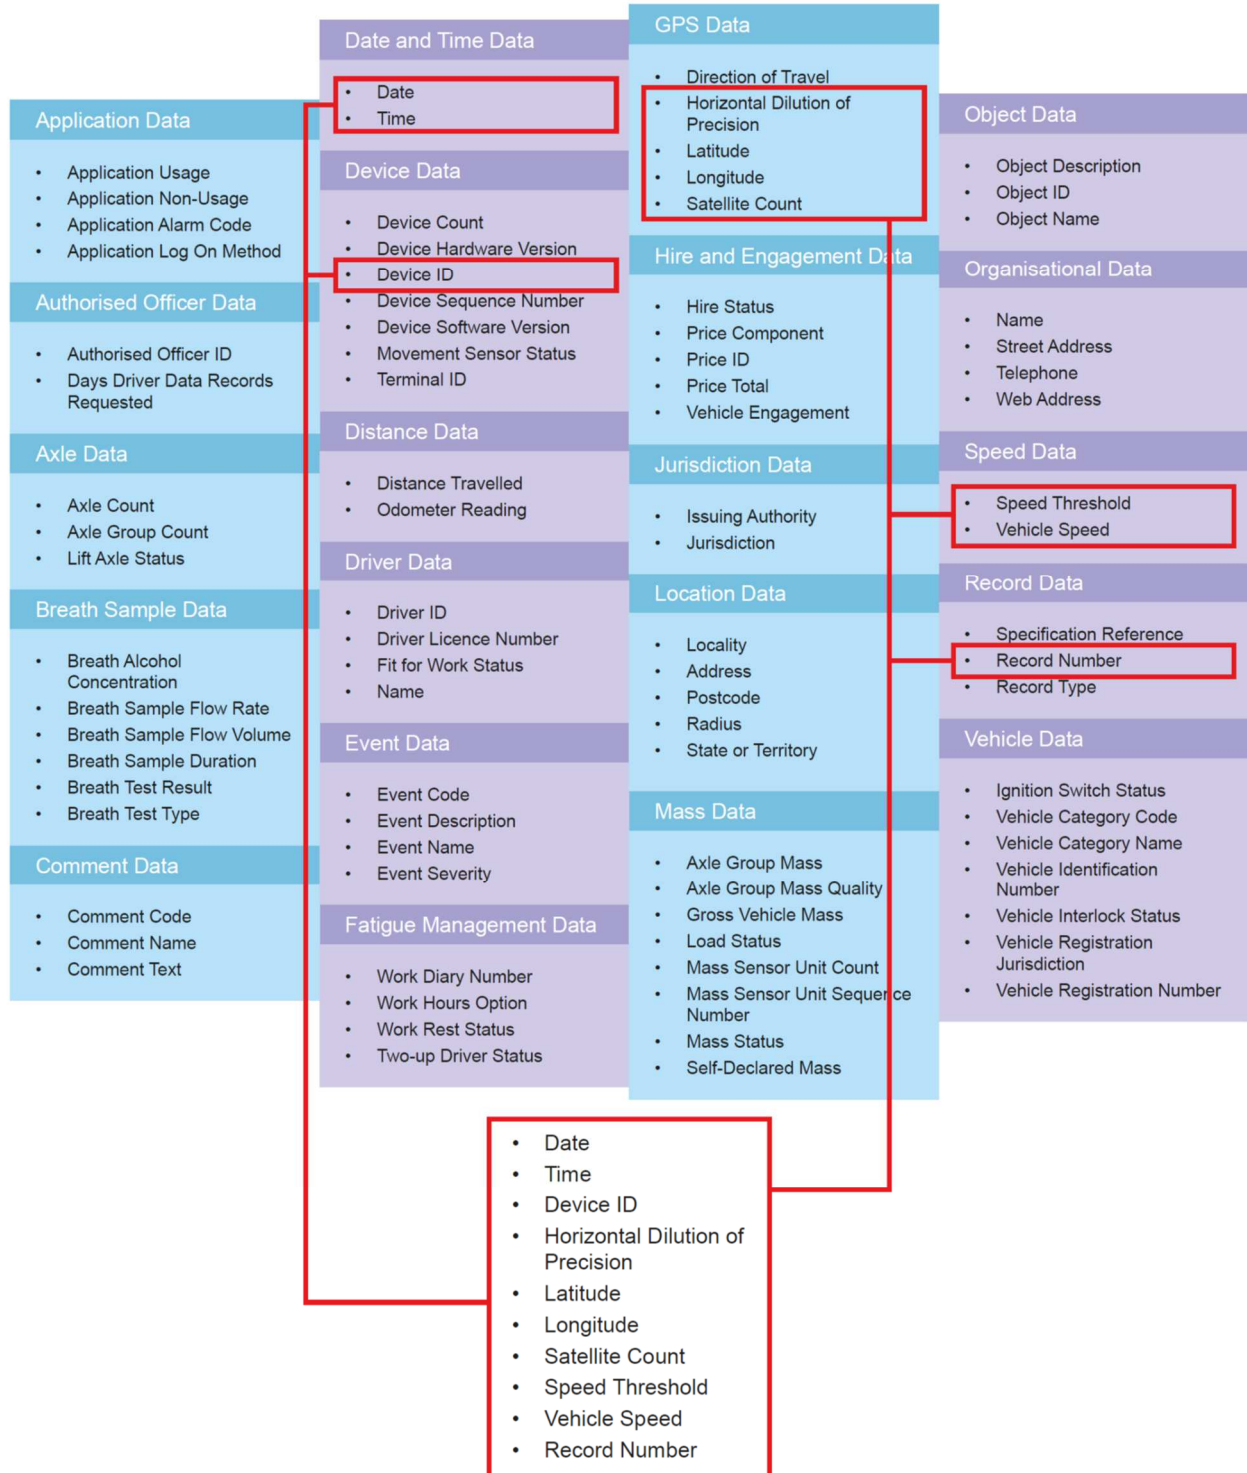 Application Data
• Application Usage
• Application Non-Usage
• Application Alarm Code
• Application Log On Method
Authorised Officer Data
• Authorised Officer ID
• Days Driver Data Records
Requested
Axle Data
• Axle Count
• Axle Group Count
• Lift Axle Status
Breath Sample Data
• Breath Alcohol
Concentration
• Breath Sample Flow Rate
• Breath Sample Flow Volume
• Breath Sample Duration
• Breath Test Result
• Breath Test Type
Comment Data
• Comment Code
• Comment Name
• Comment Text
Date and Time Data
• Date
• Time
Device Data
• Device Count
• Device Hardware Version
• Device ID
• Device Sequence Number
• Device Software Version
• Movement Sensor Status
• Terminal ID
Distance Data
• Distance Travelled
• Odometer Reading
Driver Data
• Driver ID
• Driver Licence Number
• Fit for Work Status
• Name
Event Data
• Event Code
• Event Description
• Event Name
• Event Severity
Fatigue Management Data
• Work Diary Number
• Work Hours Option
• Work Rest Status
• Two-up Driver Status
GPS Data
• Direction of Travel
• Horizontal Dilution of
Precision
• Latitude
• Longitude
• Satellite Count
Hire and Engagement Data
• Hire Status
• Price Component
• Price ID
• Price Total
• Vehicle Engagement
Jurisdiction Data
• Issuing Authority
• Jurisdiction
Location Data
• Locality
• Address
• Postcode
• Radius
• State or Territory
Mass Data
• Axle Group Mass
• Axle Group Mass Quality
• Gross Vehicle Mass
• Load Status
• Mass Sensor Unit Count
• Mass Sensor Unit Sequence
Number
• Mass Status
• Self-Declared Mass
Object Data
• Object Description
• Object ID
• Object Name
Organisational Data
• Name
• Street Address
• Telephone
• Web Address
Speed Data
• Speed Threshold
• Vehicle Speed
Record Data
• Specification Reference
• Record Number
• Record Type
Vehicle Data
• Ignition Switch Status
• Vehicle Category Code
• Vehicle Category Name
• Vehicle Identification
Number
• Vehicle Interlock Status
• Vehicle Registration
Jurisdiction
• Vehicle Registration Number
• Date
• Time
• Device ID
• Horizontal Dilution of
Precision
• Latitude
• Longitude
• Satellite Count
• Speed Threshold
• Vehicle Speed
• Record Number